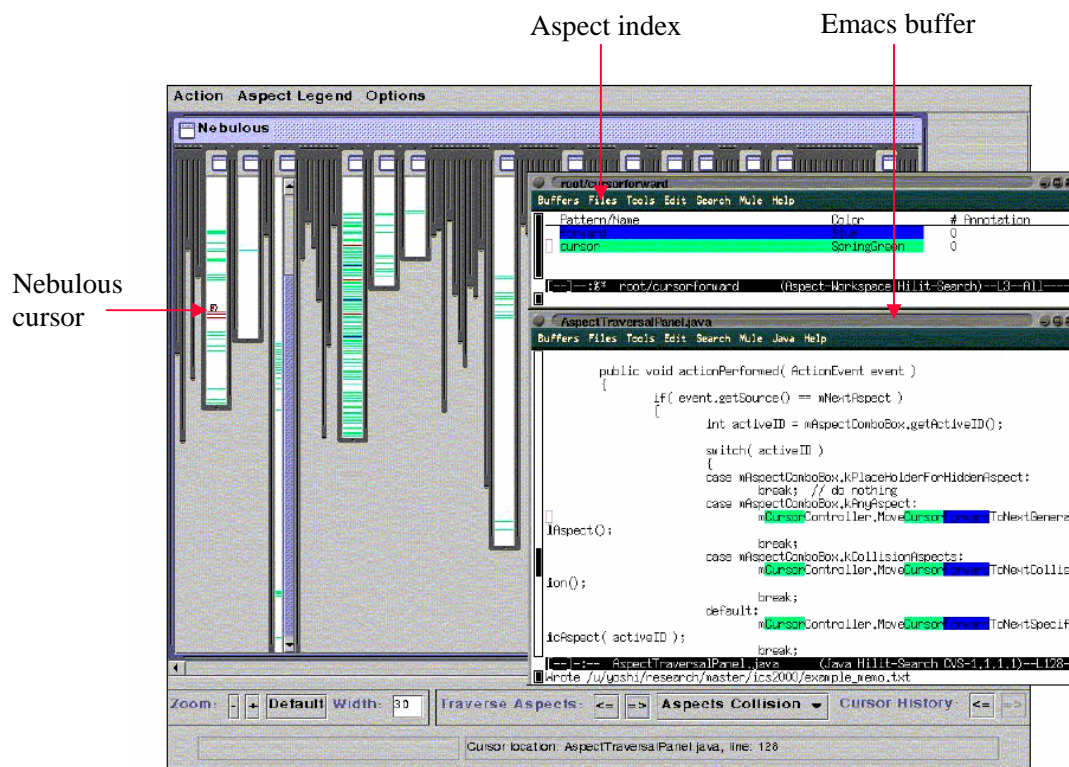 Aspect index
Emacs buffer
Action Aspect Legend Options
Nebulous
root/cursorforward
Buffers Files Tools Edit Search Mule Help
Pattern/Name Color # Annotation
forward Blue 0
cursor SpringGreen 0
[--]--:%* root/cursorforward (Aspect-Workspace Hilit-Search)--L3--All----
Nebulous
cursor
AspectTraversalPanel.java
Buffers Files Tools Edit Search Mule Java Help
public void actionPerformed( ActionEvent event )
{
if( event.getSource() == mNextAspect )
{
int activeID = mAspectComboBox.getActiveID();
switch( activeID )
{
case mAspectComboBox.kPlaceHolderForHiddenAspect:
break; // do nothing
case mAspectComboBox.kAnyAspect:
mCursorController.MoveCursorForwardToNextGenera
lAspect();
break;
case mAspectComboBox.kCollisionAspects:
mCursorController.MoveCursorForwardToNextCollis
ion();
break;
default:
mCursorController.MoveCursorForwardToNextSpecif
icAspect( activeID );
break;
[--]-:-- AspectTraversalPanel.java (Java Hilit-Search CVS-1.1.1.1)--L128-
Wrote /u/yoshi/research/master/ics2000/example_memo.txt
Zoom: - + Default Width: 30 Traverse Aspects: <= => Aspects Collision Cursor History: <= =>
Cursor location: AspectTraversalPanel.java, line: 128